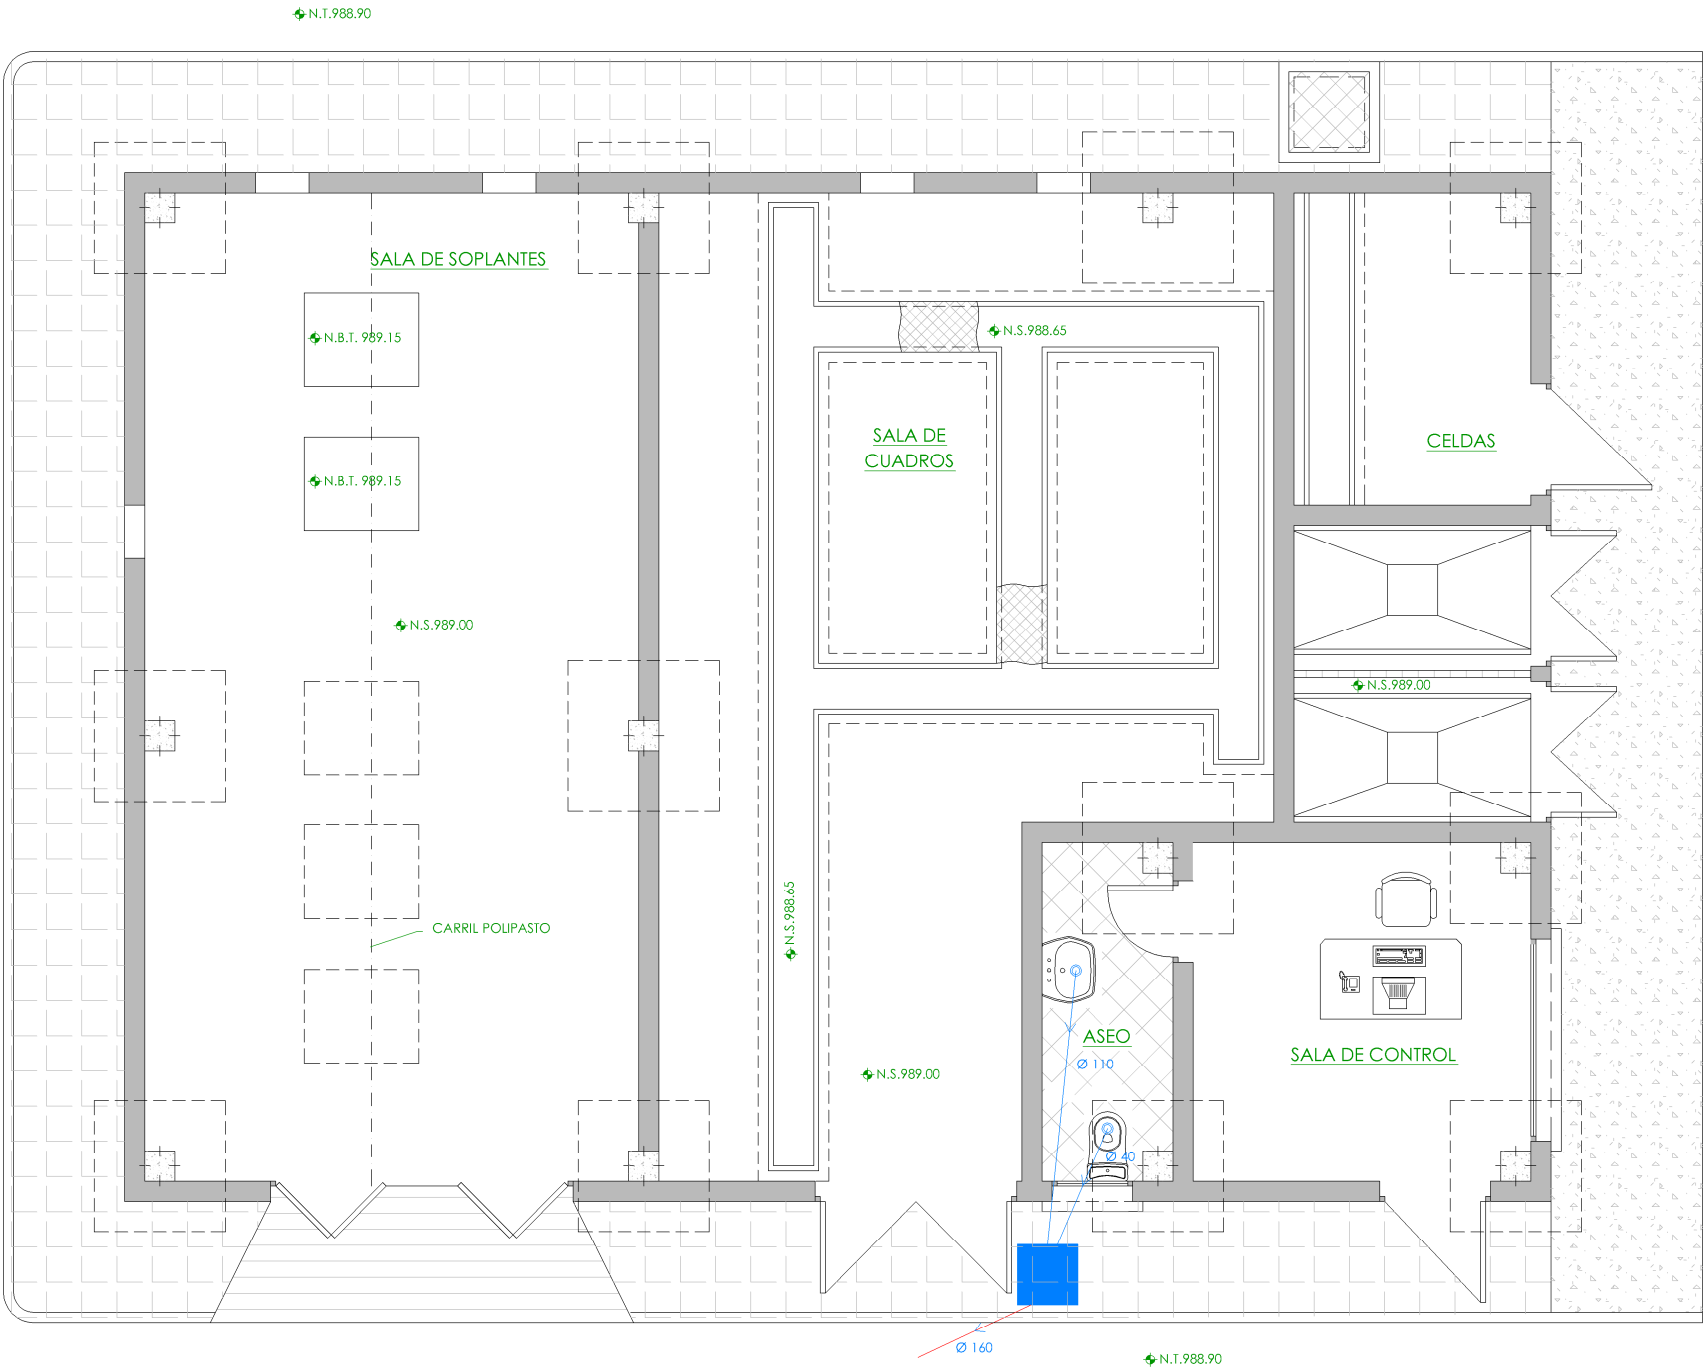 N.T.988.90
SALA DE SOPLANTES
N.B.T. 989.15
N.S.988.65
SALA DE
CUADROS
CELDAS
N.B.T. 989.15
N.S.989.00
N.S.989.00
N.S.988.65
CARRIL POLIPASTO
ASEO
SALA DE CONTROL
Ø 110
N.S.989.00
Ø 40
Ø 160
N.T.988.90